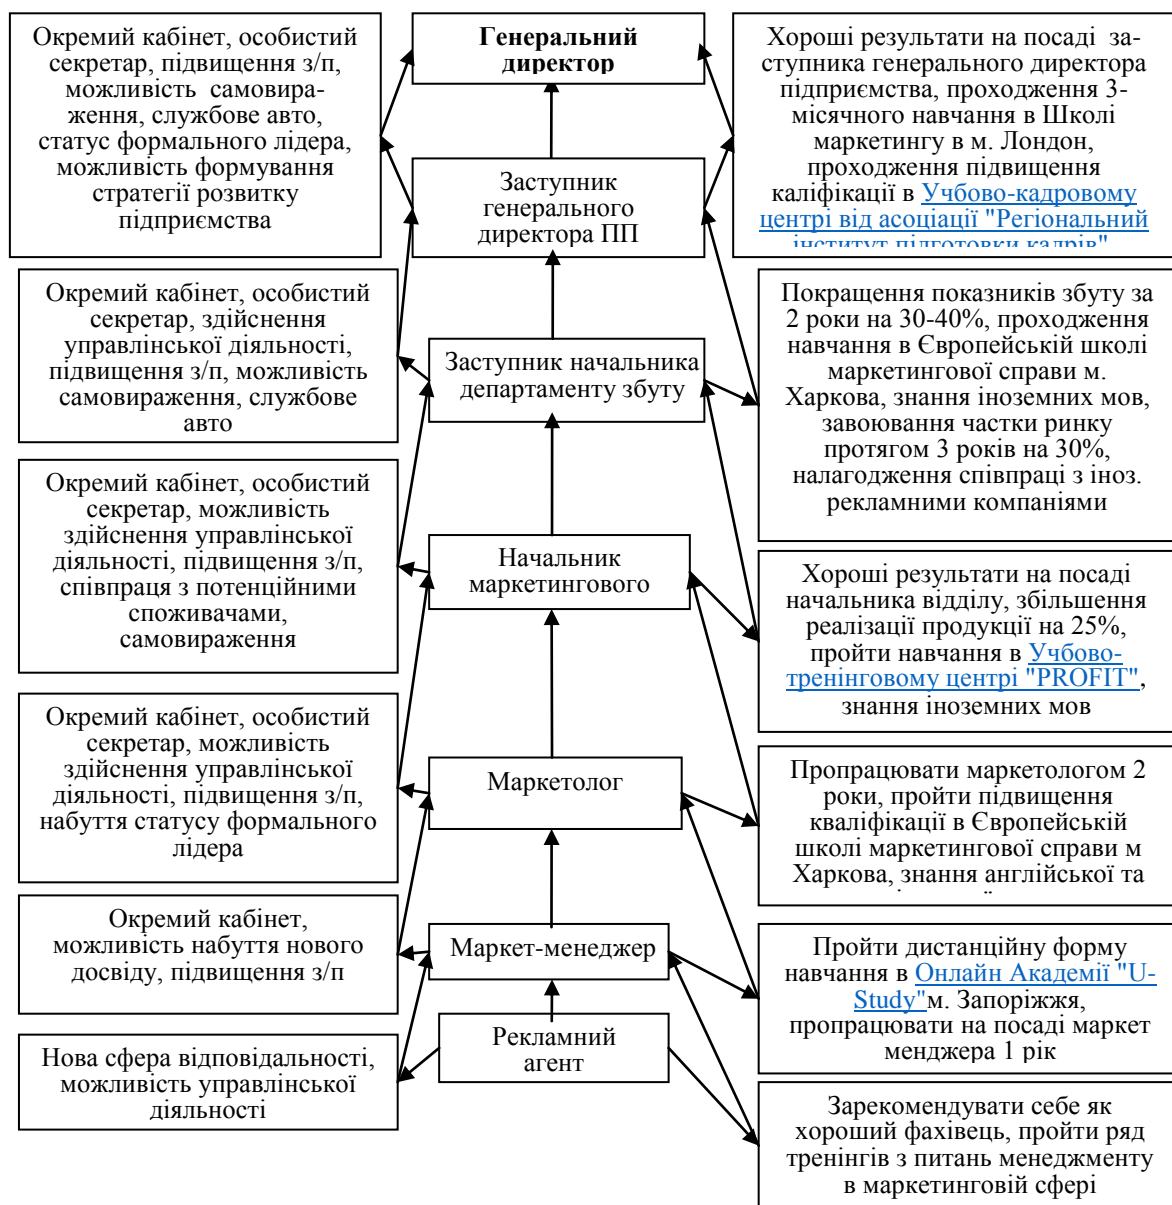 Окремий кабінет, особистий
секретар, підвищення з/п,
можливість самовира-
ження, службове авто,
статус формального лідера,
можливість формування
стратегії розвитку
підприємства
Генеральний
директор
Хороші результати на посаді за-
ступника генерального директора
підприємства, проходження 3-
місячного навчання в Школі
маркетингу в м. Лондон,
проходження підвищення
каліфікації в Учбово-кадровому
центрі від асоціації "Регіональний
інститут підготовки кадрів"
Заступник
генерального
директора ПП
Окремий кабінет, особистий
секретар, здійснення
управлінської діяльності,
підвищення з/п, можливість
самовираження, службове
авто
Заступник начальника
департаменту збуту
Покращення показників збуту за
2 роки на 30-40%, проходження
навчання в Європейській школі
маркетингової справи м.
Харкова, знання іноземних мов,
завоювання частки ринку
протягом 3 років на 30%,
налагодження співпраці з іноз.
рекламними компаніями
Окремий кабінет, особистий
секретар, можливість
здійснення управлінської
діяльності, підвищення з/п,
співпраця з потенційними
споживачами,
самовираження
Начальник
маркетингового
Хороші результати на посаді
начальника відділу, збільшення
реалізації продукції на 25%,
пройти навчання в Учбово-
тренінговому центрі "PROFIT",
знання іноземних мов
Окремий кабінет, особистий
секретар, можливість
здійснення управлінської
діяльності, підвищення з/п,
набуття статусу формального
лідера
Маркетолог
Пропрацювати маркетологом 2
роки, пройти підвищення
кваліфікації в Європейській
школі маркетингової справи м
Харкова, знання англійської та
Окремий кабінет,
можливість набуття нового
досвіду, підвищення з/п
Маркет-менеджер
Пройти дистанційну форму
навчання в Онлайн Академії "U-
Study"м. Запоріжжя,
пропрацювати на посаді маркет
менджера 1 рік
Нова сфера відповідальності,
можливість управлінської
діяльності
Рекламний
агент
Зарекомендувати себе як
хороший фахівець, пройти ряд
тренінгів з питань менеджменту
в маркетинговій сфері